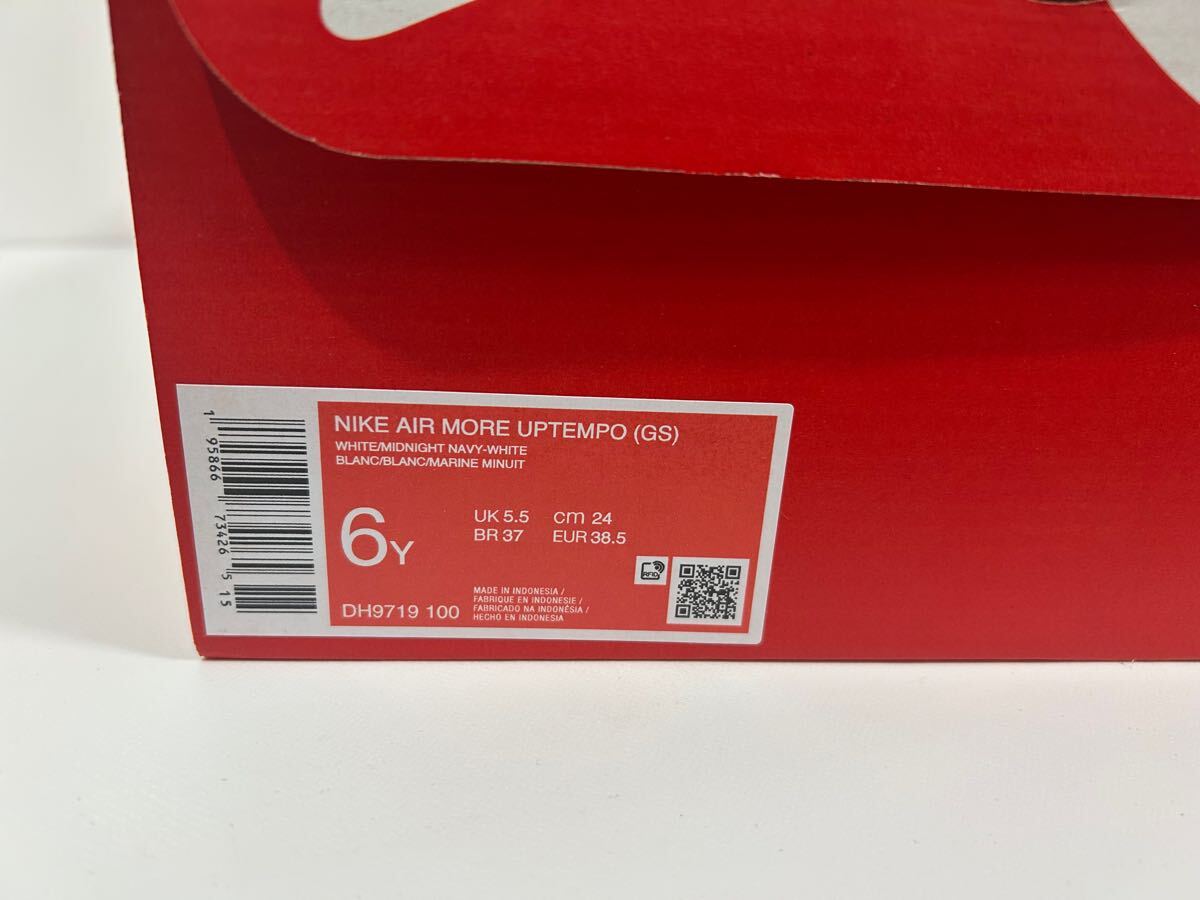 NIKE AIR MORE UPTEMPO (GS)
WHITE/MIDNIGHT NAVY-WHITE
BLANC/BLANC/MARINE MINUIT
6Y
UK 5.5 cm 24
BR 37 EUR 38.5
MADE IN INDONESIA /
FABRIQUE EN INDONESIE /
FABRICADO NA INDONÉSIA /
HECHO EN INDONESIA
DH9719 100
RFID
1 95866 73426 5 15